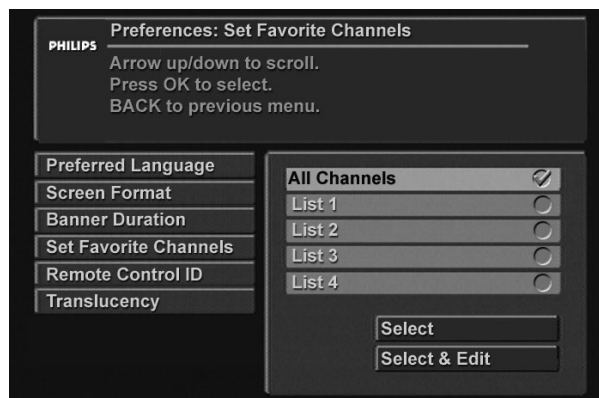 Preferences: Set Favorite Channels
PHILIPS
Arrow up/down to scroll.
Press OK to select.
BACK to previous menu.
Preferred Language
Screen Format
Banner Duration
Set Favorite Channels
Remote Control ID
Translucency
All Channels
List 1
List 2
List 3
List 4
Select
Select & Edit